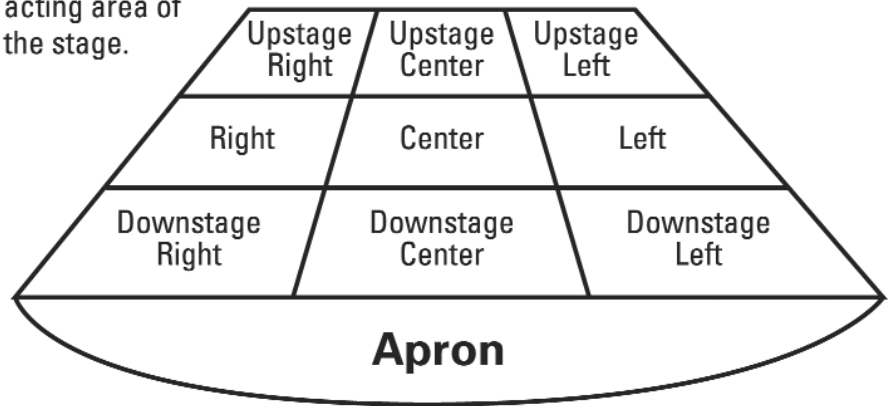 acting area of
the stage.
Upstage
Right
Upstage
Center
Upstage
Left
Right
Center
Left
Downstage
Right
Downstage
Center
Downstage
Left
Apron